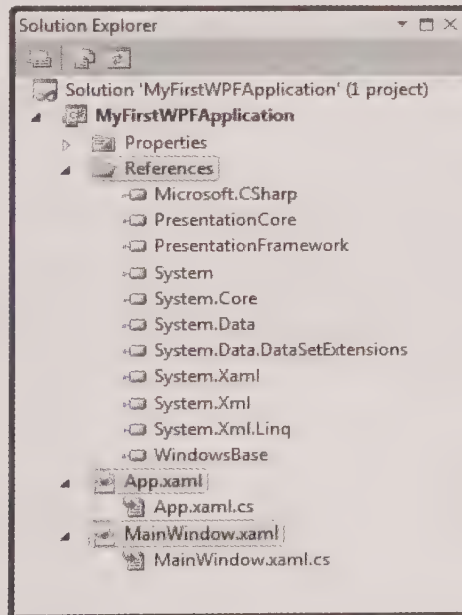 Solution Explorer
Solution 'MyFirstWPFApplication' (1 project)
MyFirstWPFApplication
Properties
References
Microsoft.CSharp
PresentationCore
PresentationFramework
System
System.Core
System.Data
System.Data.DataSetExtensions
System.Xaml
System.Xml
System.Xml.Linq
WindowsBase
App.xaml
App.xaml.cs
MainWindow.xaml
MainWindow.xaml.cs